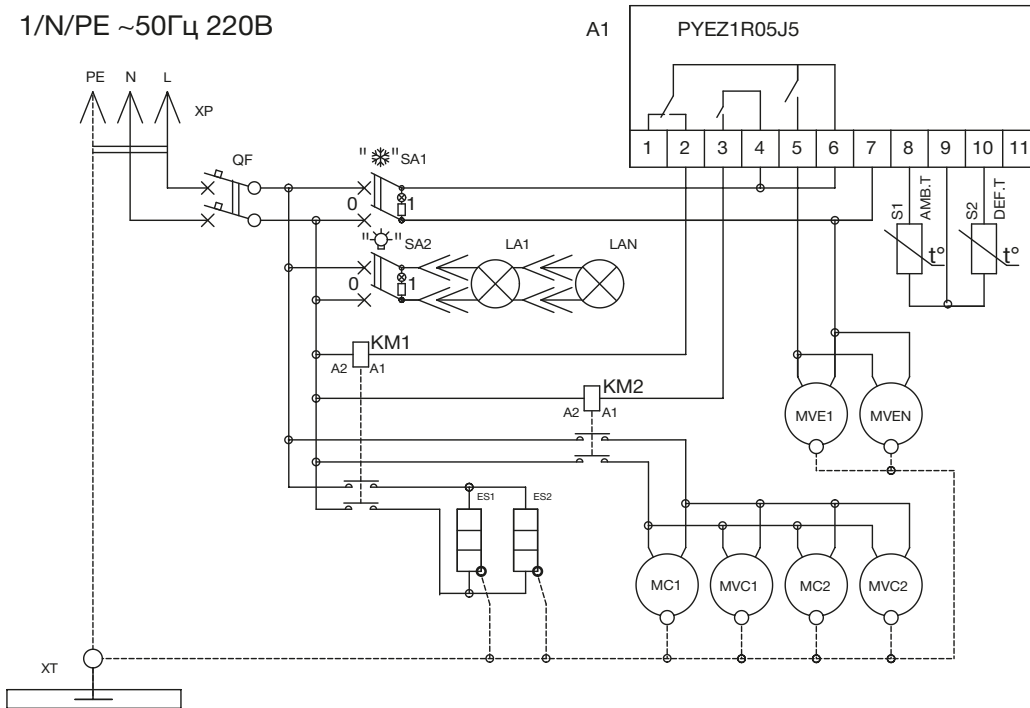 1/N/PE ~50Гц 220В
A1 PYEZ1R05J5
PE N L
XP
1 2 3 4 5 6 7 8 9 10 11
QF
" " SA1
0 1
S1 AMB.T S2 DEF.T
t° t°
" " SA2 LA1 LAN
0 1
KM1
A2 A1
KM2
A2 A1
MVE1 MVEN
ES1 ES2
MC1 MVC1 MC2 MVC2
XT